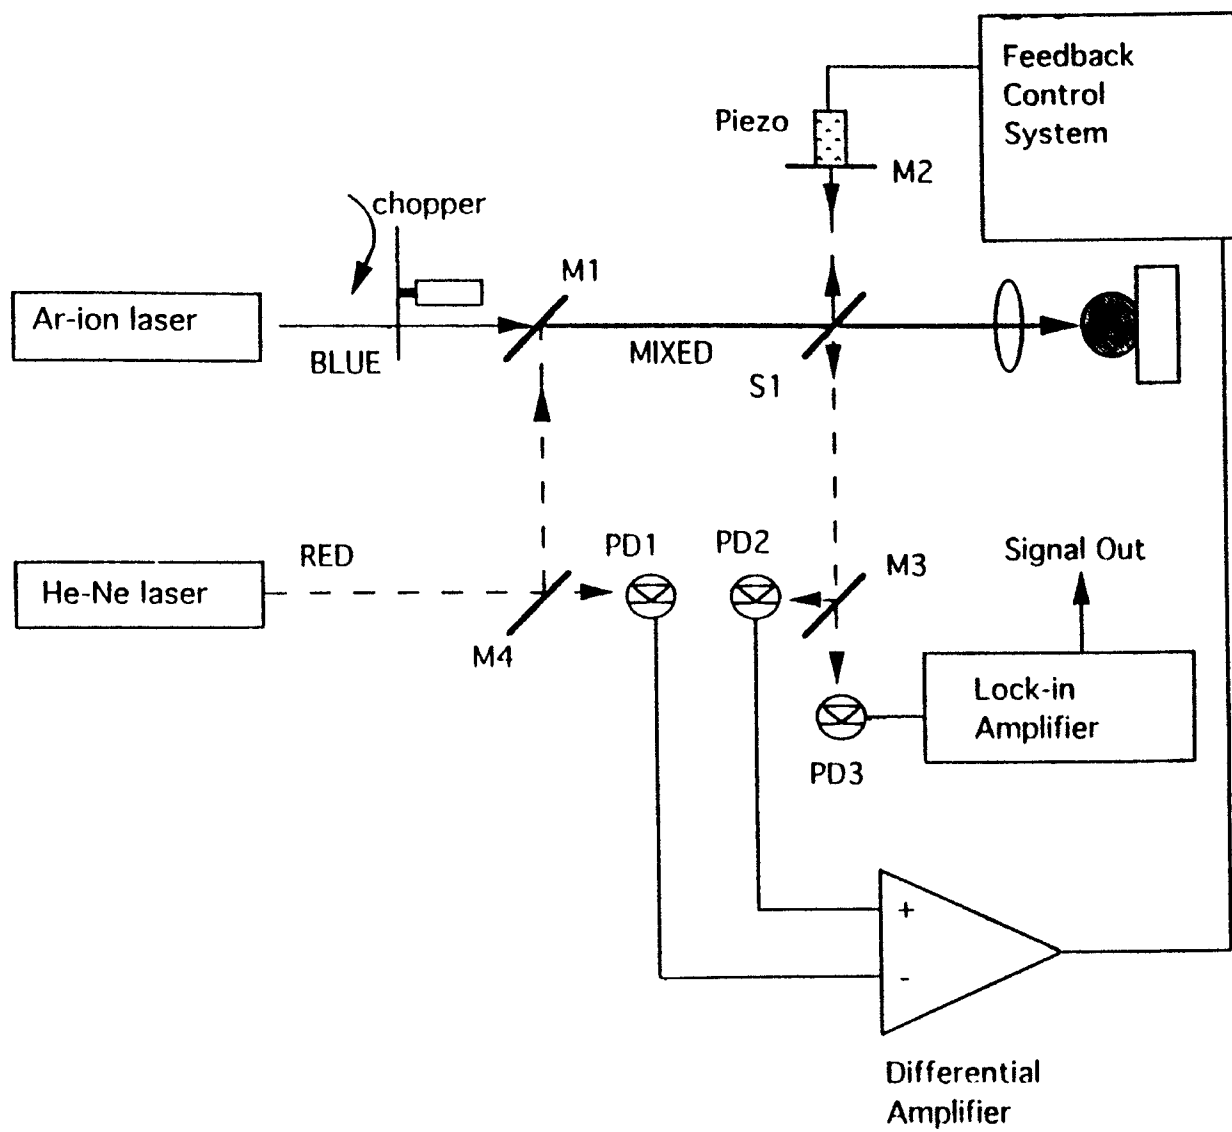 Feedback
Control
System
Piezo
M2
chopper
M1
Ar-ion laser
BLUE
MIXED
S1
RED
PD1
PD2
M3
Signal Out
He-Ne laser
M4
Lock-in
Amplifier
PD3
+
-
Differential
Amplifier